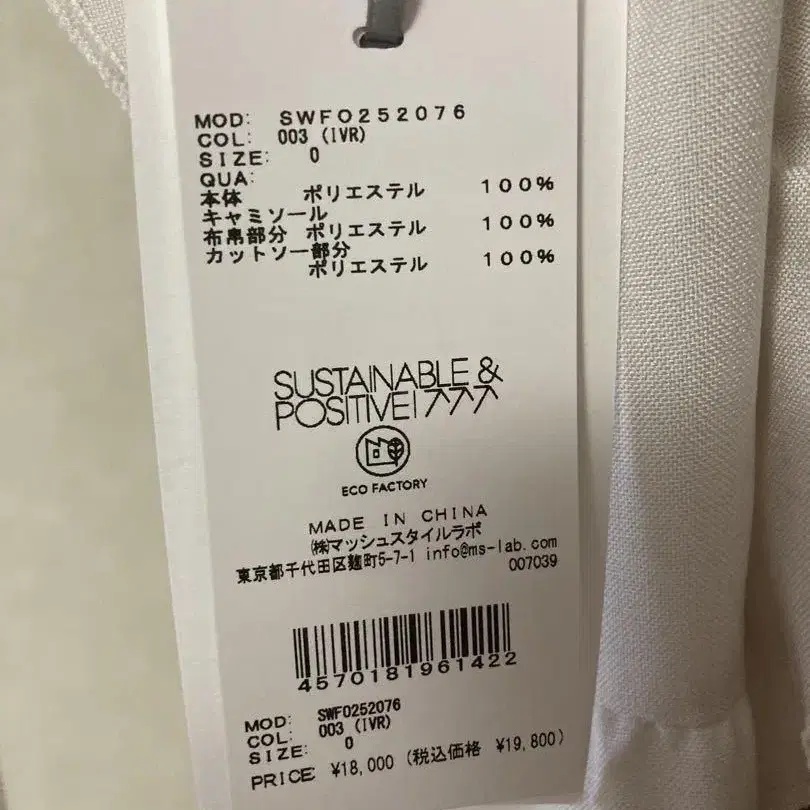 MOD: SWFO252076
COL: 003 (IVR)
SIZE: 0
QUA:
本体 ポリエステル 100%
キャミソール
布帛部分 ポリエステル 100%
カットソー部分
ポリエステル 100%
SUSTAINABLE &
POSITIVE!
ECO FACTORY
MADE IN CHINA
㈱マッシュスタイルラボ
東京都千代田区麹町5-7-1 info@ms-lab.com
007039
4570181961422
MOD: SWFO252076
COL: 003 (IVR)
SIZE: 0
PRICE: ¥18,000 (税込価格 ¥19,800)